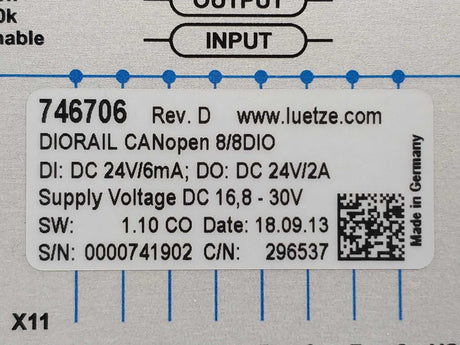 OUTPUT
0k
nable
INPUT
746706 Rev. D www.luetze.com
DIORAIL CANopen 8/8DIO
DI: DC 24V/6mA; DO: DC 24V/2A
Supply Voltage DC 16,8 - 30V
SW: 1.10 CO Date: 18.09.13
S/N: 0000741902 C/N: 296537
Made in Germany
X11